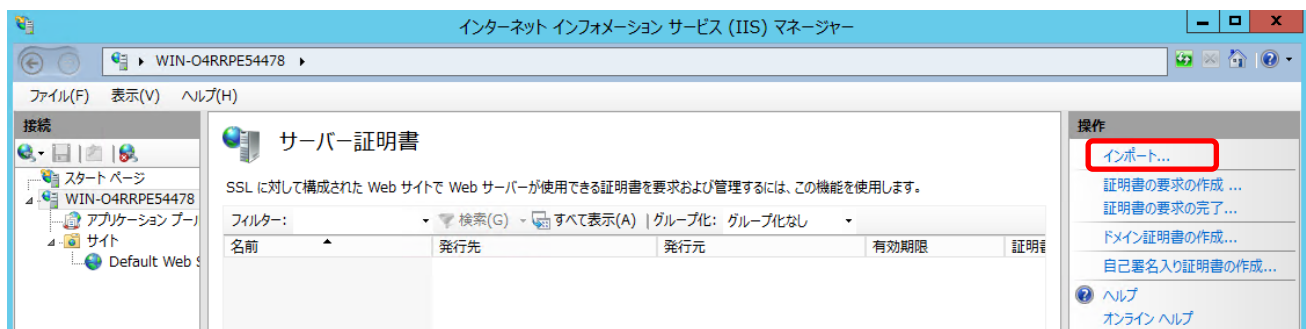 インターネット インフォメーション サービス (IIS) マネージャー
WIN-O4RRPE54478
ファイル(F) 表示(V) ヘルプ(H)
接続
スタート ページ
WIN-O4RRPE54478
アプリケーション プール
サイト
Default Web S
サーバー証明書
SSL に対して構成された Web サイトで Web サーバーが使用できる証明書を要求および管理するには、この機能を使用します。
フィルター: 検索(G) すべて表示(A) グループ化: グループ化なし
名前 発行先 発行元 有効期限 証明書
操作
インポート...
証明書の要求の作成 ...
証明書の要求の完了...
ドメイン証明書の作成...
自己署名入り証明書の作成...
ヘルプ
オンライン ヘルプ